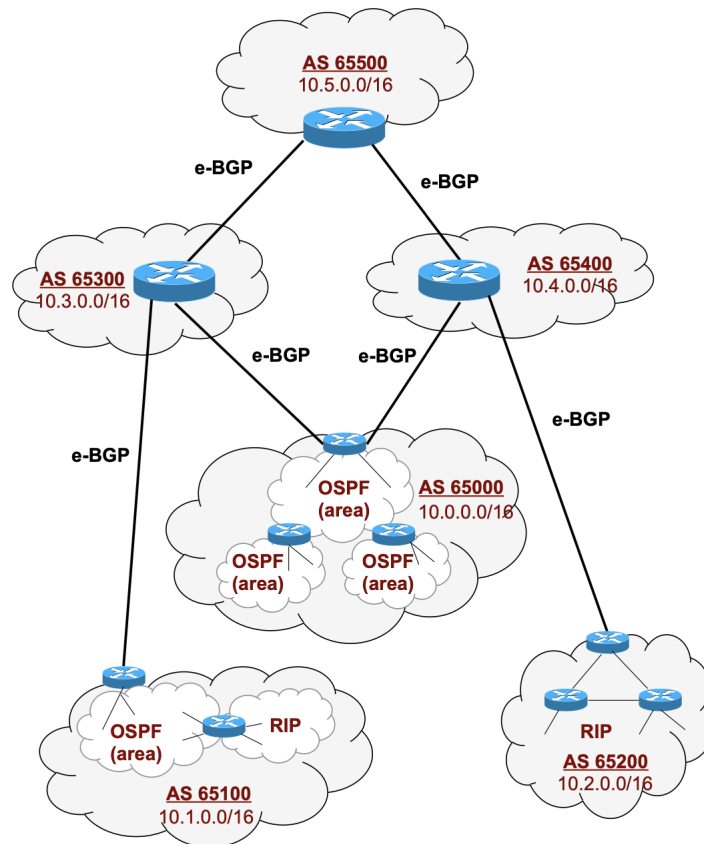 AS 65500
10.5.0.0/16
e-BGP
e-BGP
AS 65300
10.3.0.0/16
AS 65400
10.4.0.0/16
e-BGP
e-BGP
e-BGP
e-BGP
OSPF
(area)
AS 65000
10.0.0.0/16
OSPF
(area)
OSPF
(area)
OSPF
(area)
RIP
AS 65100
10.1.0.0/16
RIP
AS 65200
10.2.0.0/16